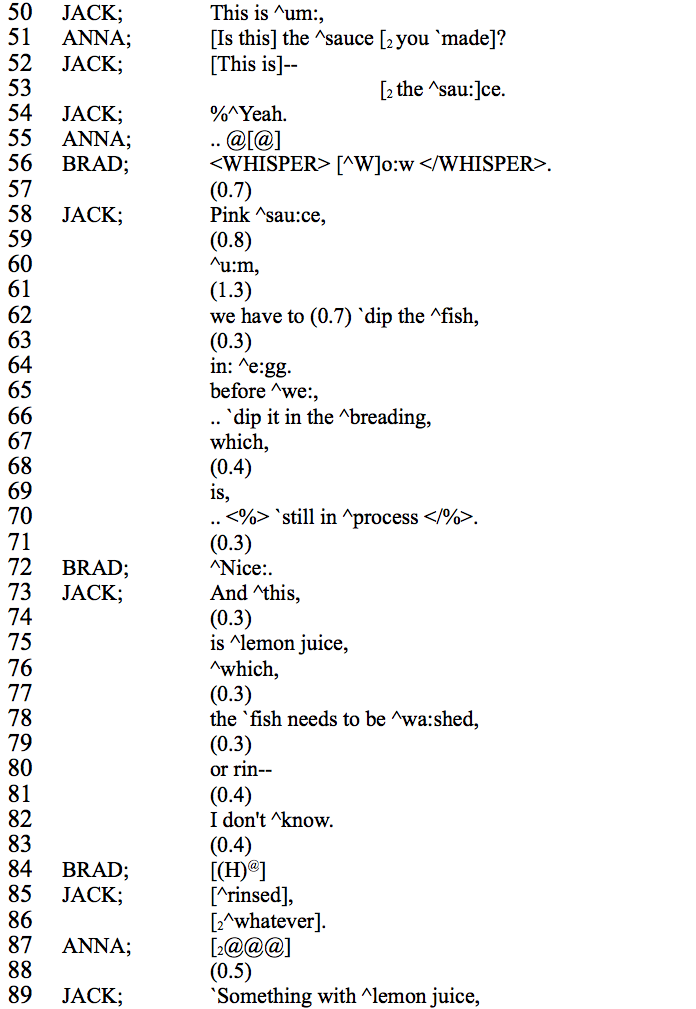 50 JACK; This is ^um:,
51 ANNA; [Is this] the ^sauce [₂ you `made]?
52 JACK; [This is]--
53 [₂ the ^sau:]ce.
54 JACK; %^Yeah.
55 ANNA; .. @[@]
56 BRAD; <WHISPER> [^W]o:w </WHISPER>.
57 (0.7)
58 JACK; Pink ^sau:ce,
59 (0.8)
60 ^u:m,
61 (1.3)
62 we have to (0.7) `dip the ^fish,
63 (0.3)
64 in: ^e:gg.
65 before ^we:,
66 .. `dip it in the ^breading,
67 which,
68 (0.4)
69 is,
70 .. <%> `still in ^process </%>.
71 (0.3)
72 BRAD; ^Nice:.
73 JACK; And ^this,
74 (0.3)
75 is ^lemon juice,
76 ^which,
77 (0.3)
78 the `fish needs to be ^wa:shed,
79 (0.3)
80 or rin--
81 (0.4)
82 I don't ^know.
83 (0.4)
84 BRAD; [(H)@]
85 JACK; [^rinsed],
86 [₂^whatever].
87 ANNA; [₂@@@]
88 (0.5)
89 JACK; `Something with ^lemon juice,